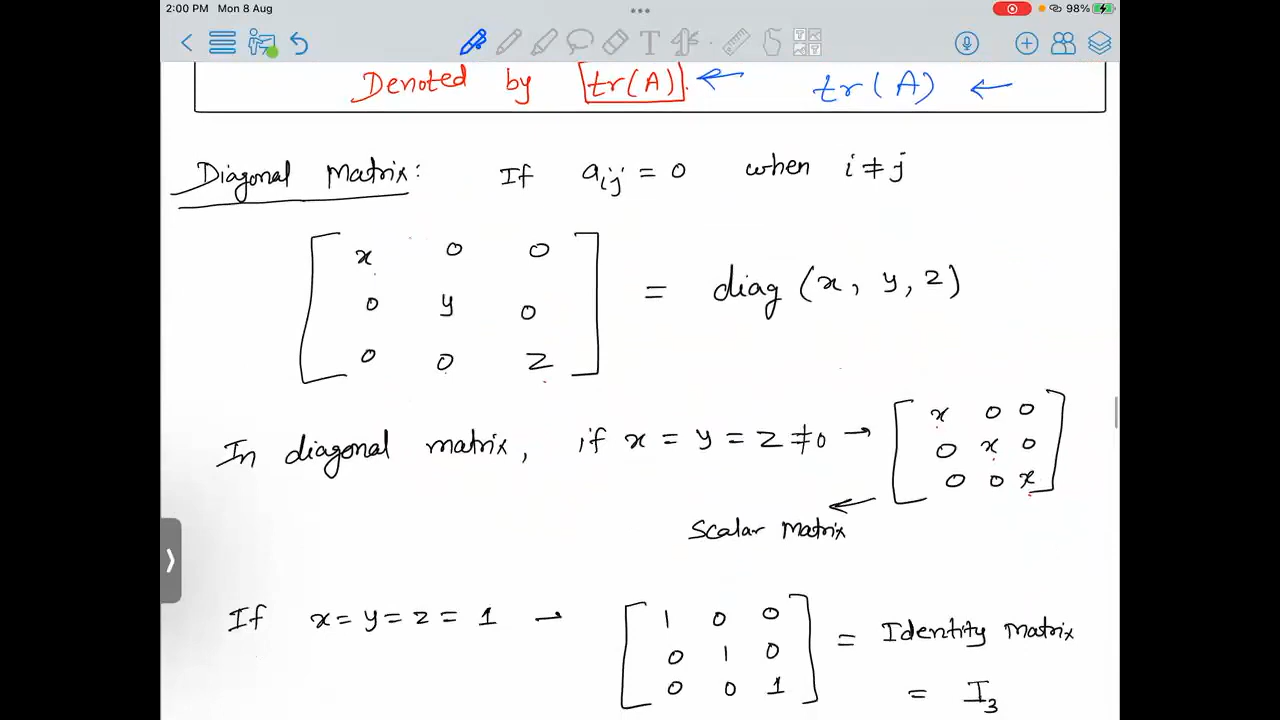 2:00 PM Mon 8 Aug 98%
Denoted by tr(A). ← tr(A) ←
Diagonal Matrix: If aij = 0 when i ≠ j
[ x 0 0
0 y 0 = diag (x, y, z)
0 0 z ]
In diagonal matrix, if x = y = z ≠ 0 → [ x 0 0
0 x 0
0 0 x ]
←
Scalar Matrix
If x = y = z = 1 → [ 1 0 0
0 1 0 = Identity Matrix
0 0 1 ] = I3